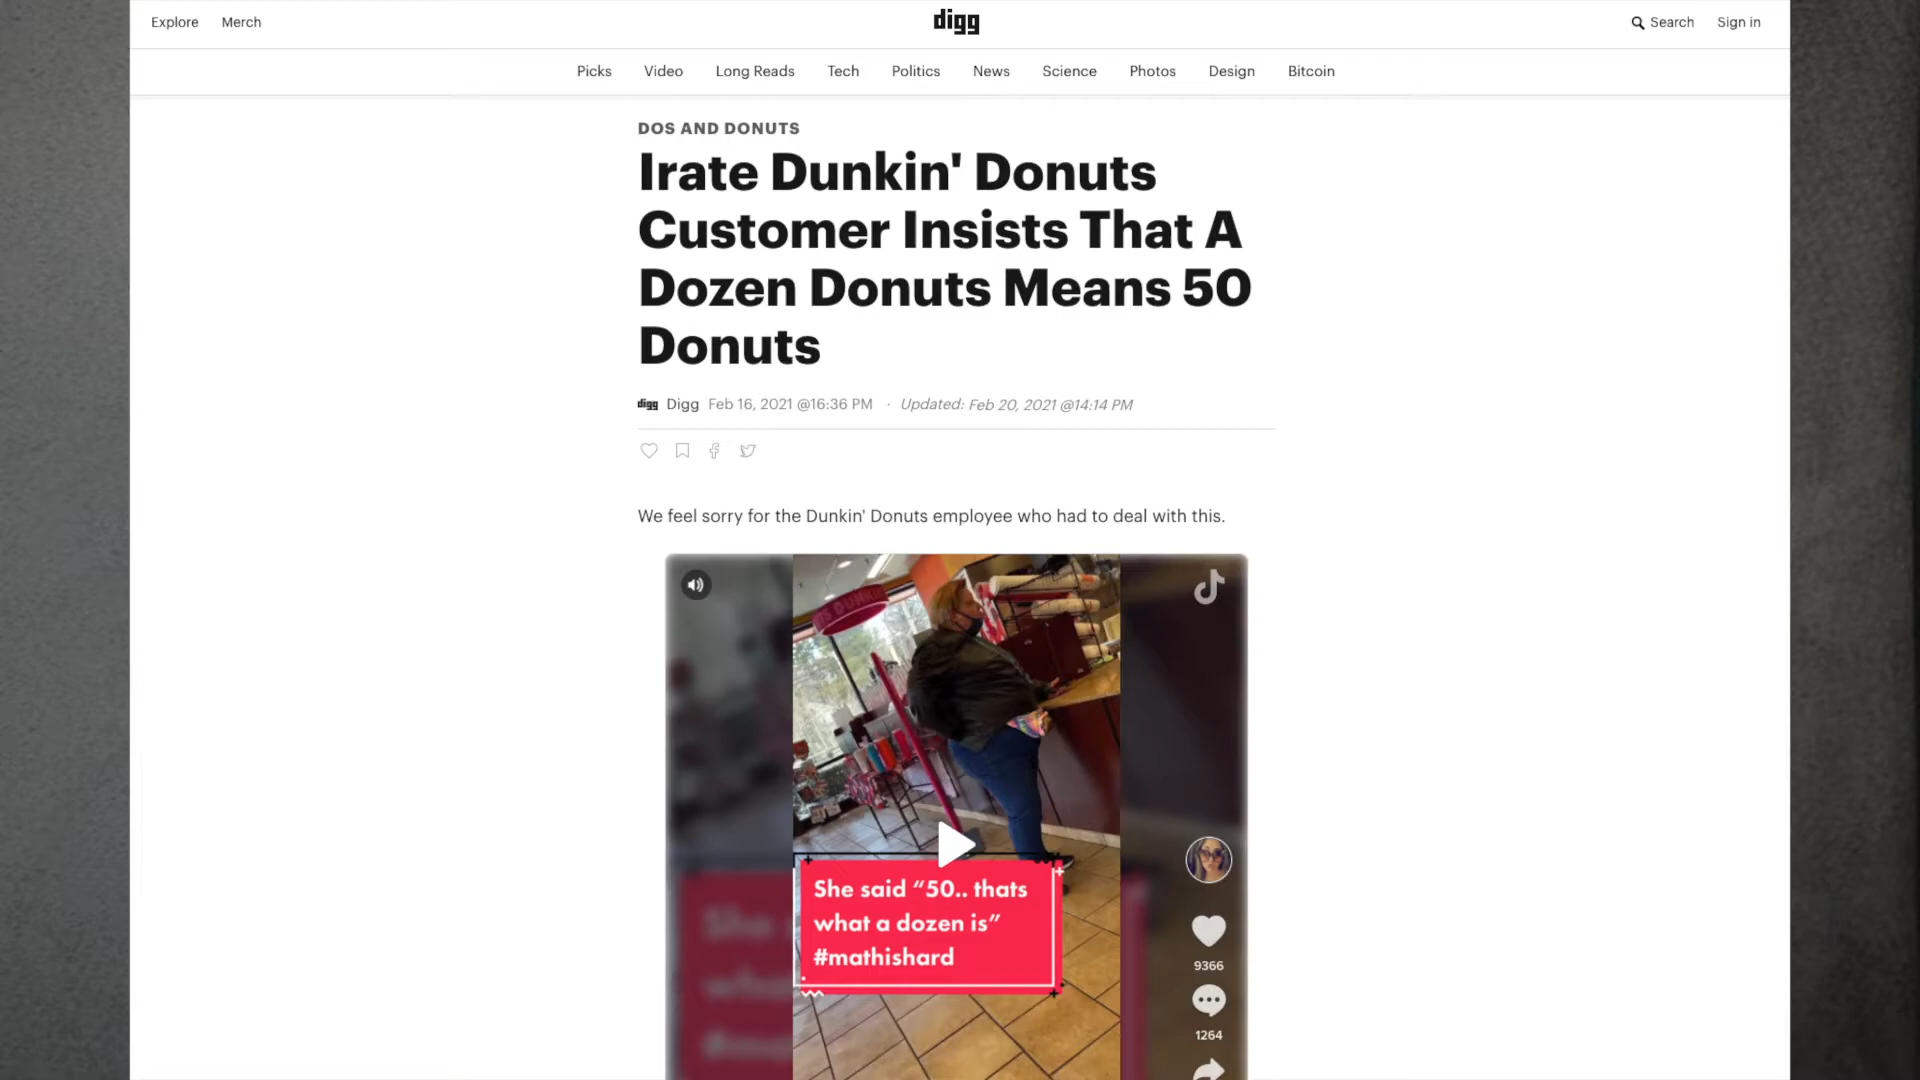 Explore Merch digg Search Sign in
Picks Video Long Reads Tech Politics News Science Photos Design Bitcoin
DOS AND DONUTS
Irate Dunkin' Donuts
Customer Insists That A
Dozen Donuts Means 50
Donuts
digg Digg Feb 16, 2021 @16:36 PM · Updated: Feb 20, 2021 @14:14 PM
We feel sorry for the Dunkin' Donuts employee who had to deal with this.
She said “50.. thats
what a dozen is”
#mathishard
9366
1264